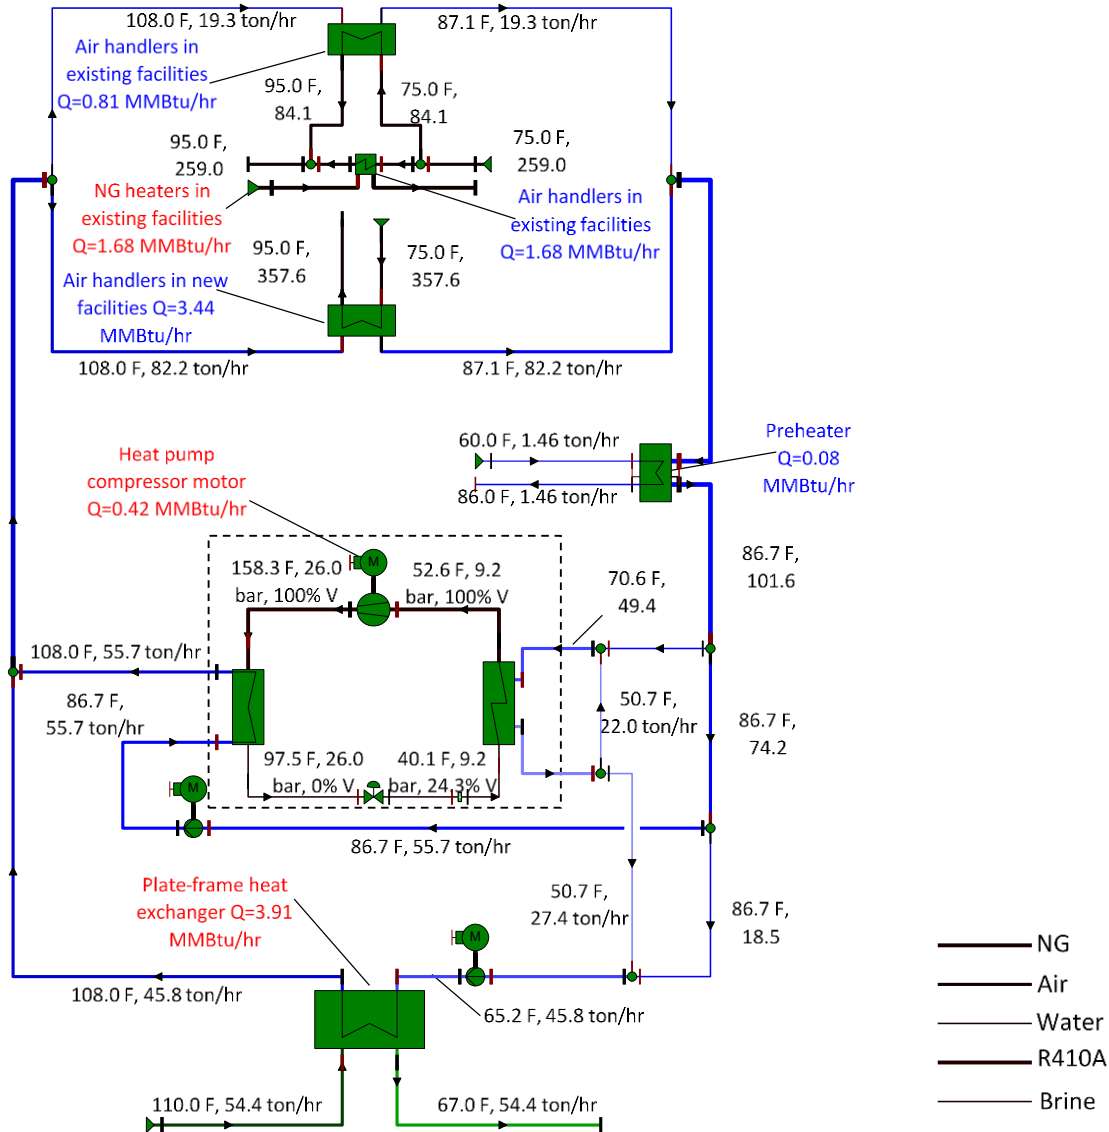 108.0 F, 19.3 ton/hr
87.1 F, 19.3 ton/hr
Air handlers in
existing facilities
Q=0.81 MMBtu/hr
95.0 F,
84.1
75.0 F,
84.1
95.0 F,
259.0
75.0 F,
259.0
NG heaters in
existing facilities
Q=1.68 MMBtu/hr
Air handlers in
existing facilities
Q=1.68 MMBtu/hr
95.0 F,
357.6
75.0 F,
357.6
Air handlers in new
facilities Q=3.44
MMBtu/hr
108.0 F, 82.2 ton/hr
87.1 F, 82.2 ton/hr
60.0 F, 1.46 ton/hr
86.0 F, 1.46 ton/hr
Preheater
Q=0.08
MMBtu/hr
Heat pump
compressor motor
Q=0.42 MMBtu/hr
86.7 F,
101.6
M
158.3 F, 26.0
bar, 100% V
52.6 F, 9.2
bar, 100% V
70.6 F,
49.4
108.0 F, 55.7 ton/hr
86.7 F,
55.7 ton/hr
50.7 F,
22.0 ton/hr
86.7 F,
74.2
97.5 F, 26.0
bar, 0% V
40.1 F, 9.2
bar, 24.3% V
M
86.7 F, 55.7 ton/hr
Plate-frame heat
exchanger Q=3.91
MMBtu/hr
50.7 F,
27.4 ton/hr
86.7 F,
18.5
M
108.0 F, 45.8 ton/hr
65.2 F, 45.8 ton/hr
110.0 F, 54.4 ton/hr
67.0 F, 54.4 ton/hr
NG
Air
Water
R410A
Brine